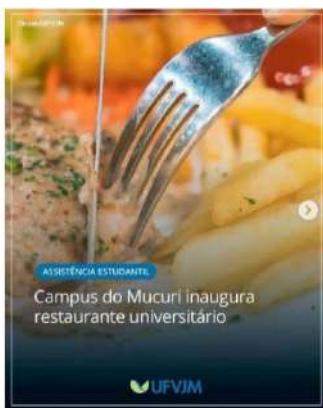 ASSISTÊNCIA ESTUDANTIL
Campus do Mucuri inaugura
restaurante universitário
UFVJM